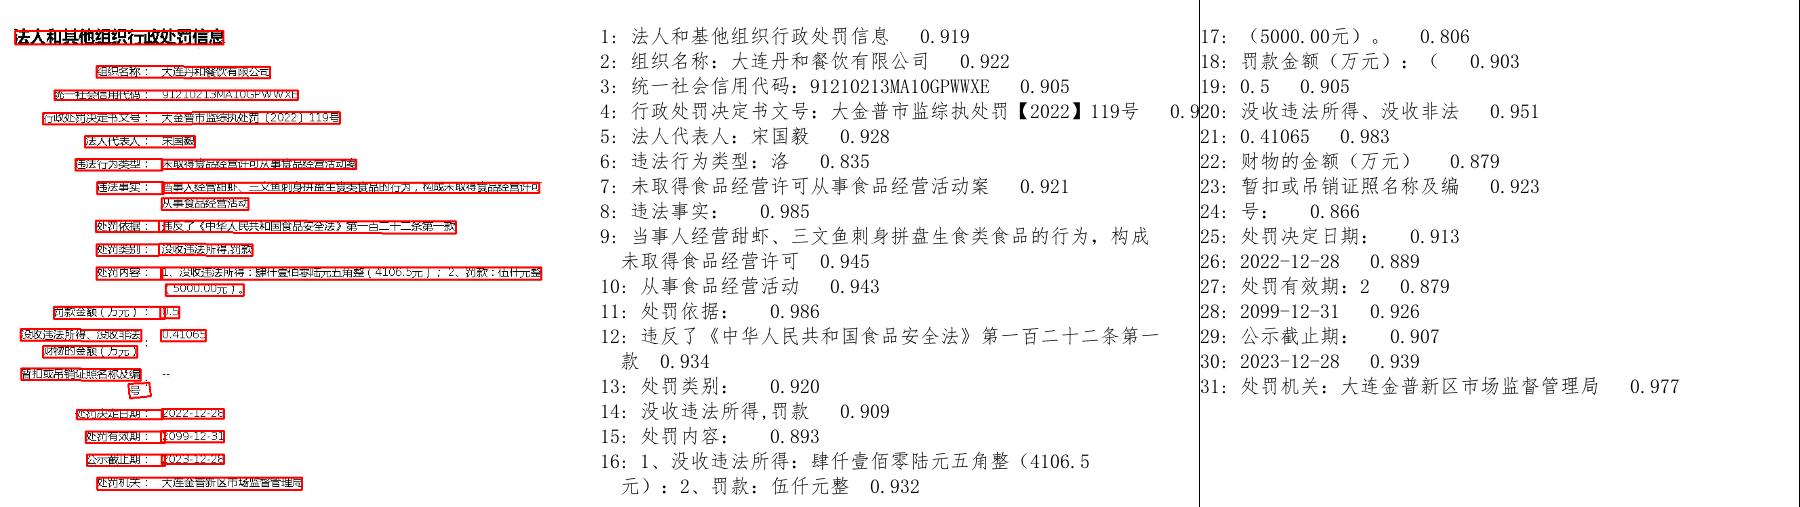 法人和其他组织行政处罚信息
组织名称： 大连丹和餐饮有限公司
统一社会信用代码： 91210213MA10GPWWXE
行政处罚决定书文号： 大金普市监综执处罚〔2022〕119号
法人代表人： 宋国毅
违法行为类型： 未取得食品经营许可从事食品经营活动案
违法事实： 当事人经营甜虾、三文鱼刺身拼盘生食类食品的行为，构成未取得食品经营许可
从事食品经营活动
处罚依据： 违反了《中华人民共和国食品安全法》第一百二十二条第一款
处罚类别： 没收违法所得,罚款
处罚内容： 1、没收违法所得：肆仟壹佰零陆元五角整（4106.5元）；2、罚款：伍仟元整
（5000.00元）。
罚款金额（万元）： 0.5
没收违法所得、没收非法
财物的金额（万元）： 0.41065
暂扣或吊销证照名称及编
号： --
处罚决定日期： 2022-12-28
处罚有效期： 2099-12-31
公示截止期： 2023-12-28
处罚机关： 大连金普新区市场监督管理局
1: 法人和基他组织行政处罚信息 0.919
2: 组织名称：大连丹和餐饮有限公司 0.922
3: 统一社会信用代码：91210213MA10GPWWXE 0.905
4: 行政处罚决定书文号：大金普市监综执处罚【2022】119号 0.9
5: 法人代表人：宋国毅 0.928
6: 违法行为类型：洛 0.835
7: 未取得食品经营许可从事食品经营活动案 0.921
8: 违法事实： 0.985
9: 当事人经营甜虾、三文鱼刺身拼盘生食类食品的行为，构成
未取得食品经营许可 0.945
10: 从事食品经营活动 0.943
11: 处罚依据： 0.986
12: 违反了《中华人民共和国食品安全法》第一百二十二条第一
款 0.934
13: 处罚类别： 0.920
14: 没收违法所得,罚款 0.909
15: 处罚内容： 0.893
16: 1、没收违法所得：肆仟壹佰零陆元五角整（4106.5
元）：2、罚款：伍仟元整 0.932
17: （5000.00元）。 0.806
18: 罚款金额（万元）：（ 0.903
19: 0.5 0.905
20: 没收违法所得、没收非法 0.951
21: 0.41065 0.983
22: 财物的金额（万元） 0.879
23: 暂扣或吊销证照名称及编 0.923
24: 号： 0.866
25: 处罚决定日期： 0.913
26: 2022-12-28 0.889
27: 处罚有效期：2 0.879
28: 2099-12-31 0.926
29: 公示截止期： 0.907
30: 2023-12-28 0.939
31: 处罚机关：大连金普新区市场监督管理局 0.977